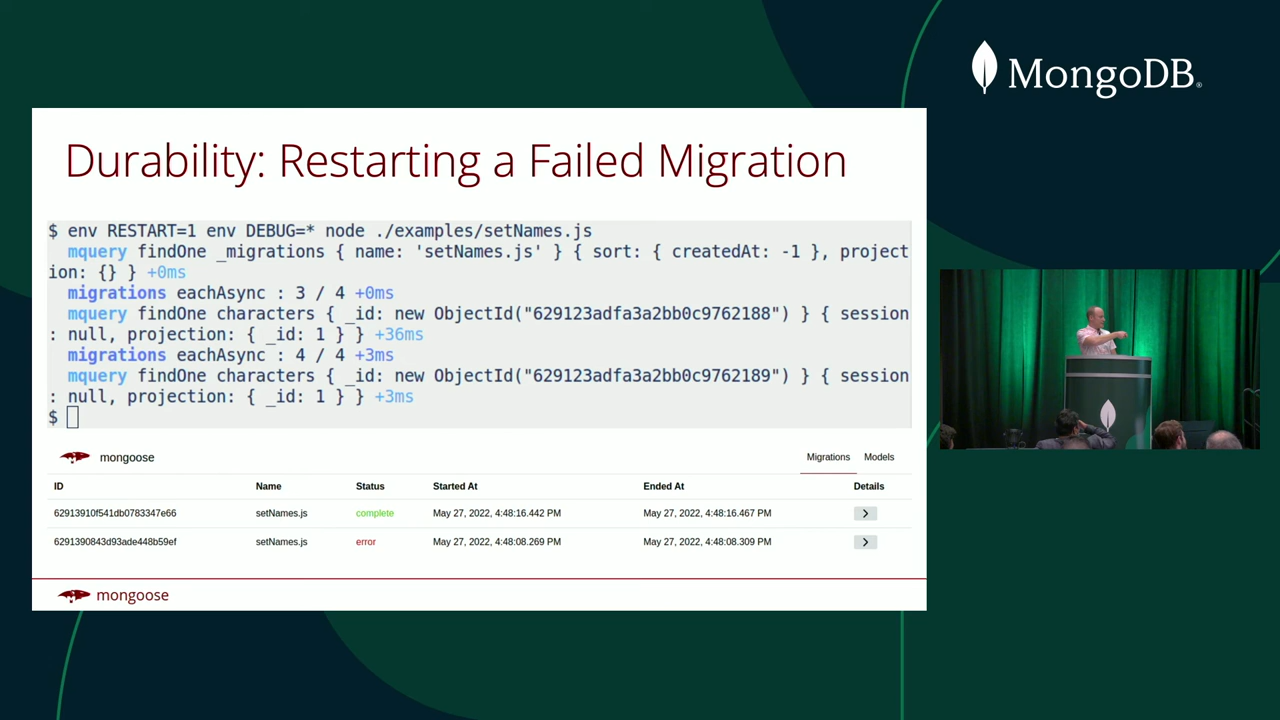 MongoDB®
Durability: Restarting a Failed Migration
$ env RESTART=1 env DEBUG=* node ./examples/setNames.js
mquery findOne _migrations { name: 'setNames.js' } { sort: { createdAt: -1 }, project
ion: {} } +0ms
migrations eachAsync : 3 / 4 +0ms
mquery findOne characters { _id: new ObjectId("629123adfa3a2bb0c9762188") } { session
: null, projection: { _id: 1 } } +36ms
migrations eachAsync : 4 / 4 +3ms
mquery findOne characters { _id: new ObjectId("629123adfa3a2bb0c9762189") } { session
: null, projection: { _id: 1 } } +3ms
$
mongoose Migrations Models
ID Name Status Started At Ended At Details
62913910f541db0783347e66 setNames.js complete May 27, 2022, 4:48:16.442 PM May 27, 2022, 4:48:16.467 PM
6291390843d93ade448b59ef setNames.js error May 27, 2022, 4:48:08.269 PM May 27, 2022, 4:48:08.309 PM
mongoose